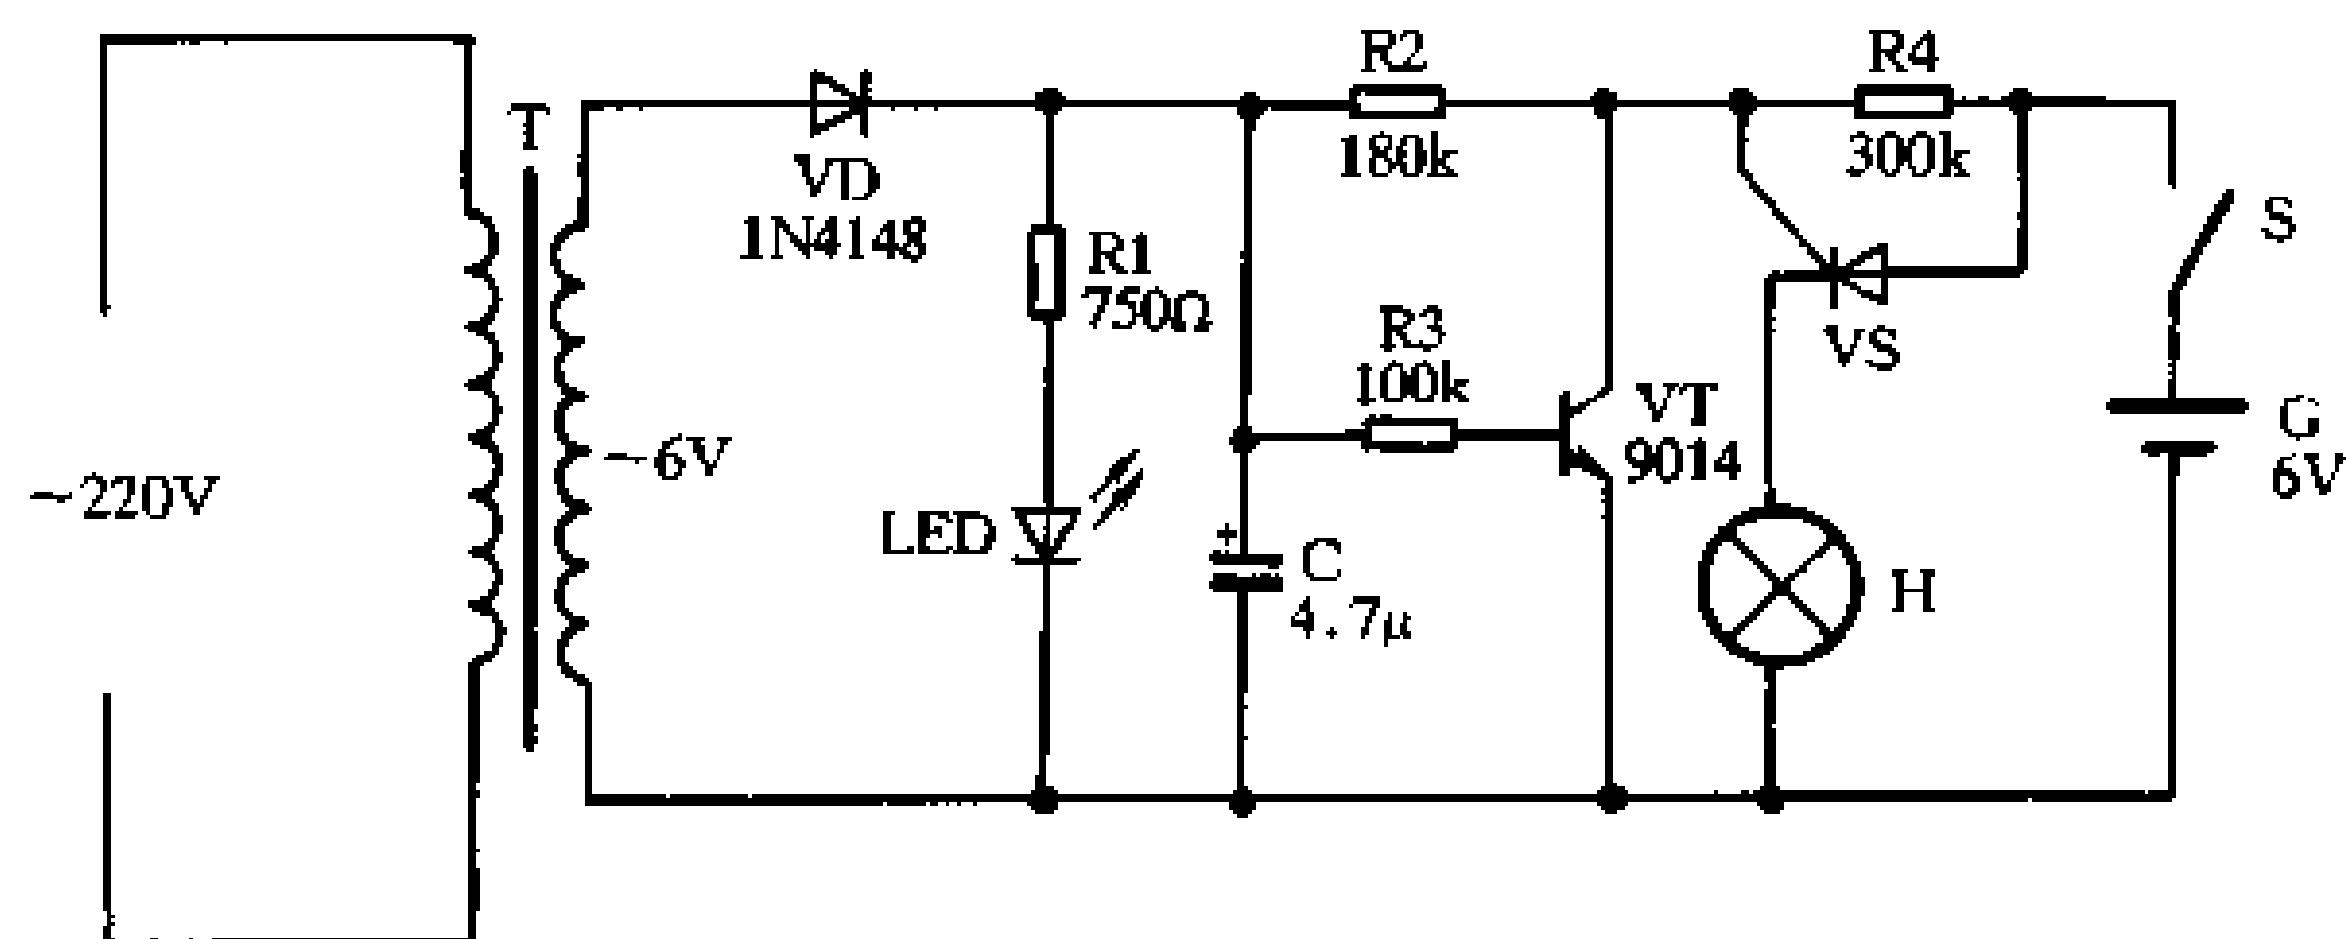 T
~220V
~6V
VD
1N4148
R1
750Ω
LED
R2
180k
R3
100k
+
C
4.7μ
VT
9014
R4
300k
VS
H
S
G
6V